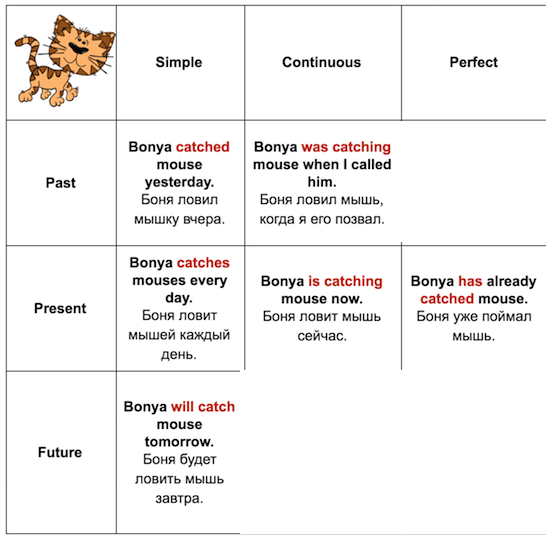 Simple
Continuous
Perfect
Past
Bonya catched
mouse
yesterday.
Боня ловил
мышку вчера.
Bonya was catching
mouse when I called
him.
Боня ловил мышь,
когда я его позвал.
Present
Bonya catches
mouses every
day.
Боня ловит
мышей каждый
день.
Bonya is catching
mouse now.
Боня ловит мышь
сейчас.
Bonya has already
catched mouse.
Боня уже поймал
мышь.
Future
Bonya will catch
mouse
tomorrow.
Боня будет
ловить мышь
завтра.